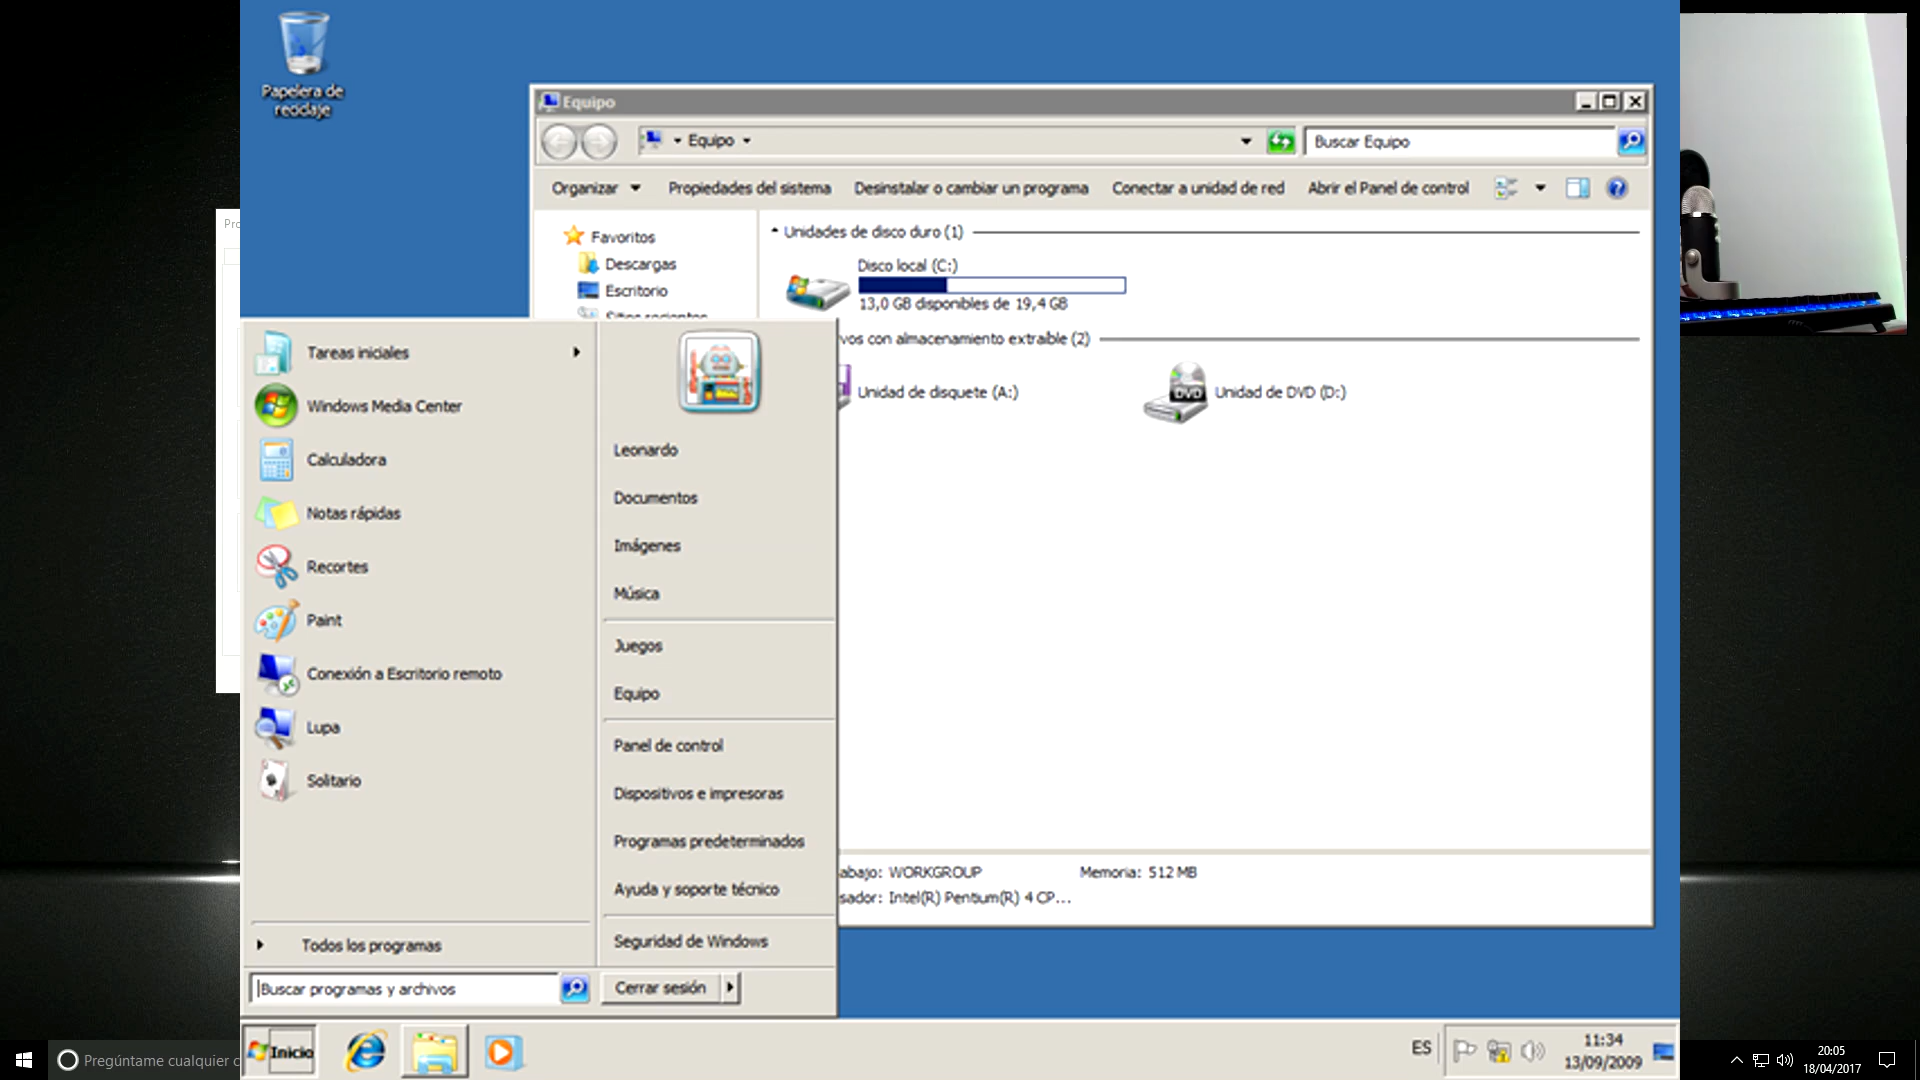 Papelera de
reciclaje
Equipo
Equipo
Buscar Equipo
Organizar
Propiedades del sistema
Desinstalar o cambiar un programa
Conectar a unidad de red
Abrir el Panel de control
Favoritos
Descargas
Escritorio
Unidades de disco duro (1)
Disco local (C:)
13,0 GB disponibles de 19,4 GB
vos con almacenamiento extraíble (2)
Unidad de disquete (A:)
DVD
Unidad de DVD (D:)
Tareas iniciales
Windows Media Center
Calculadora
Notas rápidas
Recortes
Paint
Conexión a Escritorio remoto
Lupa
Solitario
Todos los programas
Buscar programas y archivos
Leonardo
Documentos
Imágenes
Música
Juegos
Equipo
Panel de control
Dispositivos e impresoras
Programas predeterminados
Ayuda y soporte técnico
Seguridad de Windows
Cerrar sesión
abajo: WORKGROUP
Memoria: 512 MB
sador: Intel(R) Pentium(R) 4 CP...
Inicio
ES
11:34
13/09/2009
Pregúntame cualquier c
20:05
18/04/2017